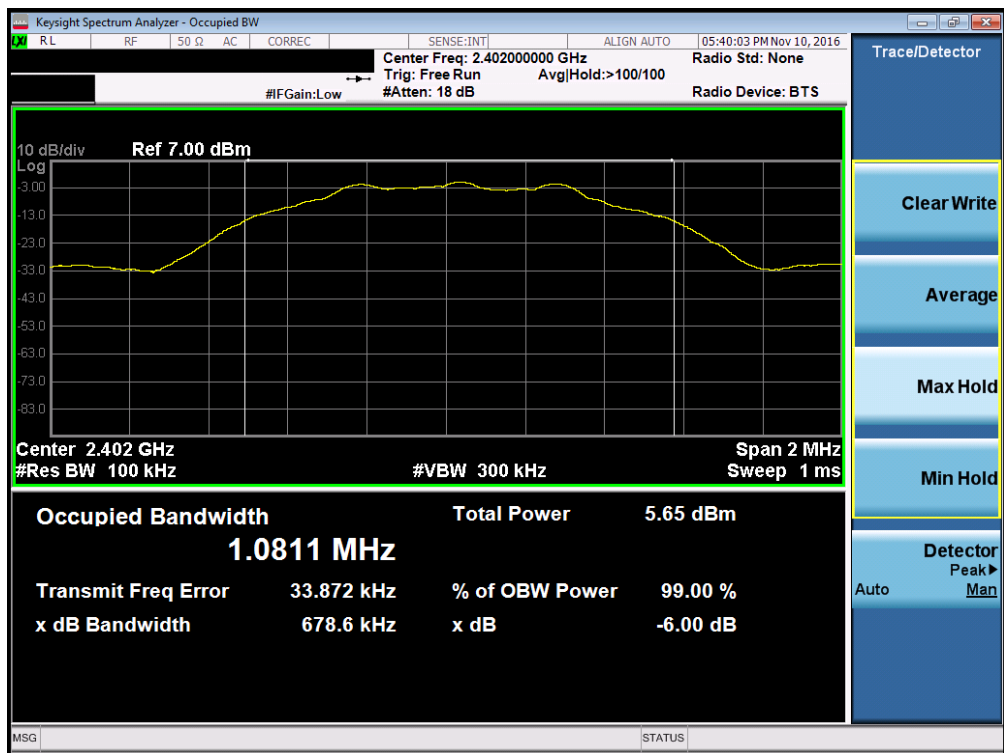 Keysight Spectrum Analyzer - Occupied BW
LXI RL RF 50 Ω AC CORREC SENSE:INT ALIGN AUTO 05:40:03 PM Nov 10, 2016
Center Freq: 2.402000000 GHz Radio Std: None
Trig: Free Run Avg|Hold:>100/100
#IFGain:Low #Atten: 18 dB Radio Device: BTS
10 dB/div Ref 7.00 dBm
Log
-3.00
-13.0
-23.0
-33.0
-43.0
-53.0
-63.0
-73.0
-83.0
Center 2.402 GHz Span 2 MHz
#Res BW 100 kHz #VBW 300 kHz Sweep 1 ms
Occupied Bandwidth Total Power 5.65 dBm
1.0811 MHz
Transmit Freq Error 33.872 kHz % of OBW Power 99.00 %
x dB Bandwidth 678.6 kHz x dB -6.00 dB
MSG STATUS
Trace/Detector
Clear Write
Average
Max Hold
Min Hold
Detector
Peak▶
Auto Man